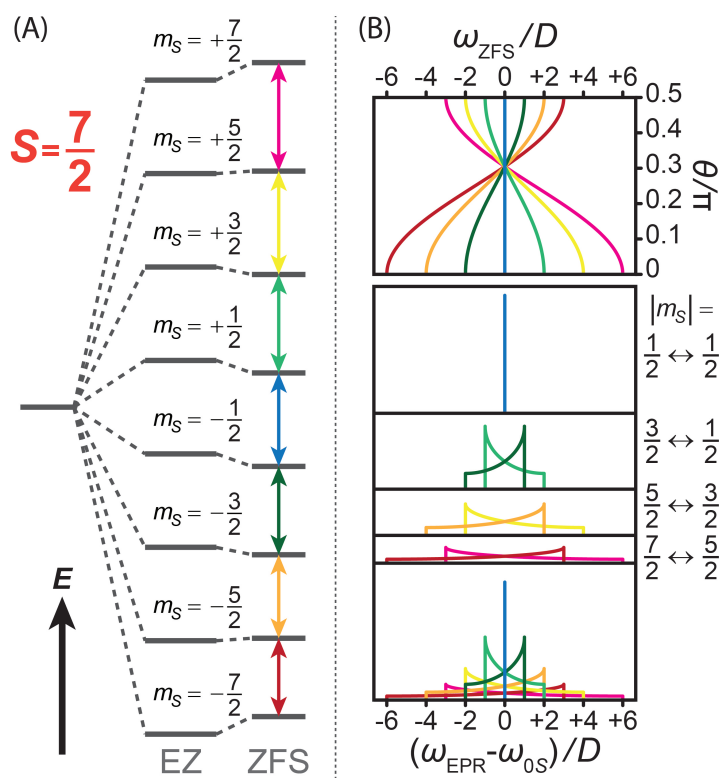 (A)
S = 7/2
m_S = +7/2
m_S = +5/2
m_S = +3/2
m_S = +1/2
m_S = −1/2
m_S = −3/2
m_S = −5/2
m_S = −7/2
E
EZ ZFS
(B)
ω_ZFS/D
-6 -4 -2 0 +2 +4 +6
0.5
0.4
0.3
0.2
0.1
0
θ/π
|m_S| =
1/2 ↔ 1/2
3/2 ↔ 1/2
5/2 ↔ 3/2
7/2 ↔ 5/2
-6 -4 -2 0 +2 +4 +6
(ω_EPR-ω_0S)/D